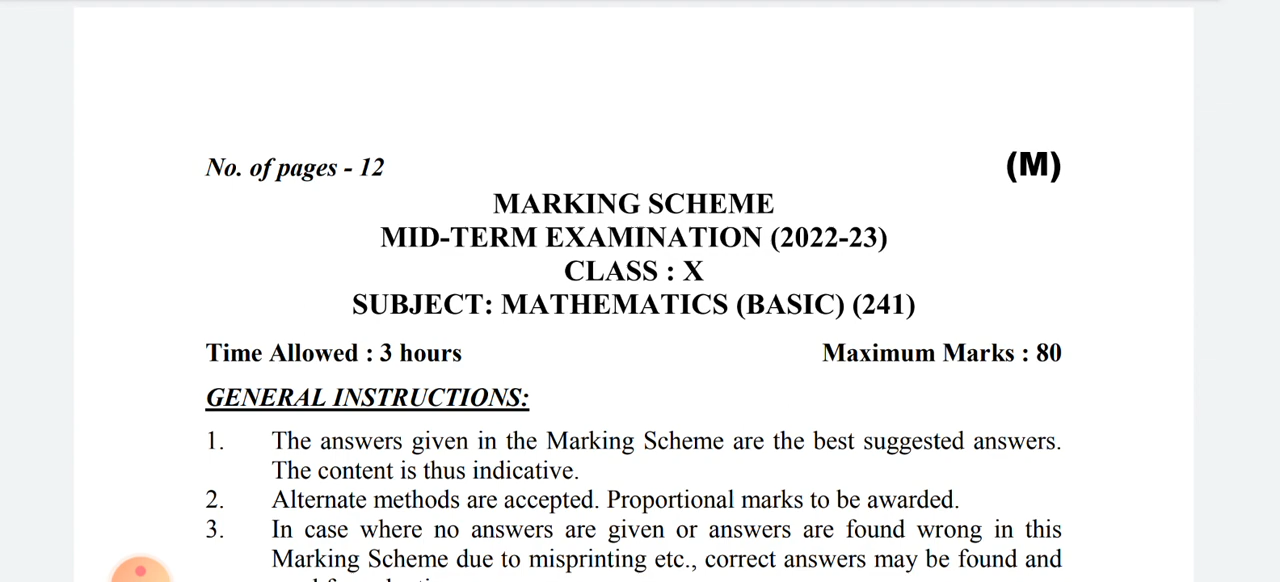 No. of pages - 12
(M)
MARKING SCHEME
MID-TERM EXAMINATION (2022-23)
CLASS : X
SUBJECT: MATHEMATICS (BASIC) (241)
Time Allowed : 3 hours
Maximum Marks : 80
GENERAL INSTRUCTIONS:
1. The answers given in the Marking Scheme are the best suggested answers.
The content is thus indicative.
2. Alternate methods are accepted. Proportional marks to be awarded.
3. In case where no answers are given or answers are found wrong in this
Marking Scheme due to misprinting etc., correct answers may be found and